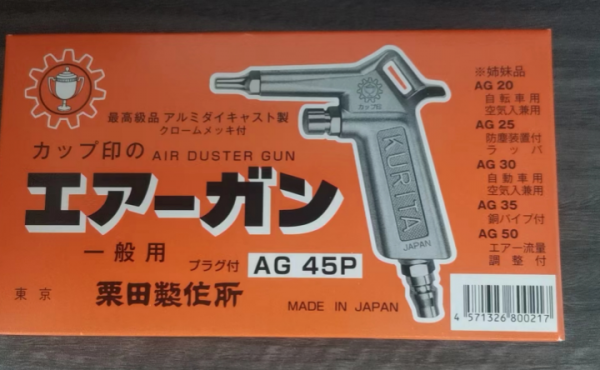 最高級品 アルミダイキャスト製
クロームメッキ付
カップ印の AIR DUSTER GUN
エアーガン
一般用 プラグ付 AG 45P
東京 栗田製作所 MADE IN JAPAN
カップ印
KURITA
JAPAN
※姉妹品
AG 20
自転車用
空気入兼用
AG 25
防塵装置付
ラッパ
AG 30
自動車用
空気入兼用
AG 35
銅パイプ付
AG 50
エアー流量
調整付
4 571326 800217